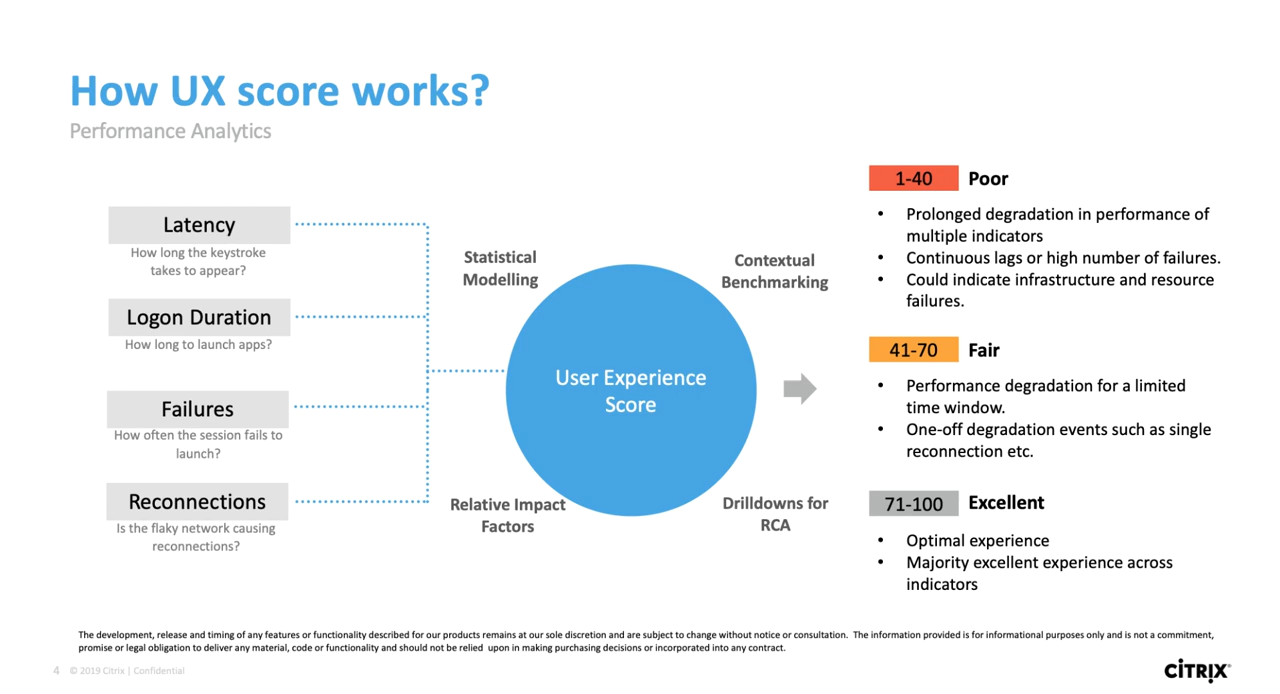 How UX score works?
Performance Analytics
Latency
How long the keystroke
takes to appear?
Logon Duration
How long to launch apps?
Failures
How often the session fails to
launch?
Reconnections
Is the flaky network causing
reconnections?
Statistical
Modelling
Contextual
Benchmarking
User Experience
Score
Relative Impact
Factors
Drilldowns for
RCA
1-40 Poor
• Prolonged degradation in performance of
multiple indicators
• Continuous lags or high number of failures.
• Could indicate infrastructure and resource
failures.
41-70 Fair
• Performance degradation for a limited
time window.
• One-off degradation events such as single
reconnection etc.
71-100 Excellent
• Optimal experience
• Majority excellent experience across
indicators
The development, release and timing of any features or functionality described for our products remains at our sole discretion and are subject to change without notice or consultation. The information provided is for informational purposes only and is not a commitment,
promise or legal obligation to deliver any material, code or functionality and should not be relied upon in making purchasing decisions or incorporated into any contract.
4 © 2019 Citrix | Confidential
CİTRIX®